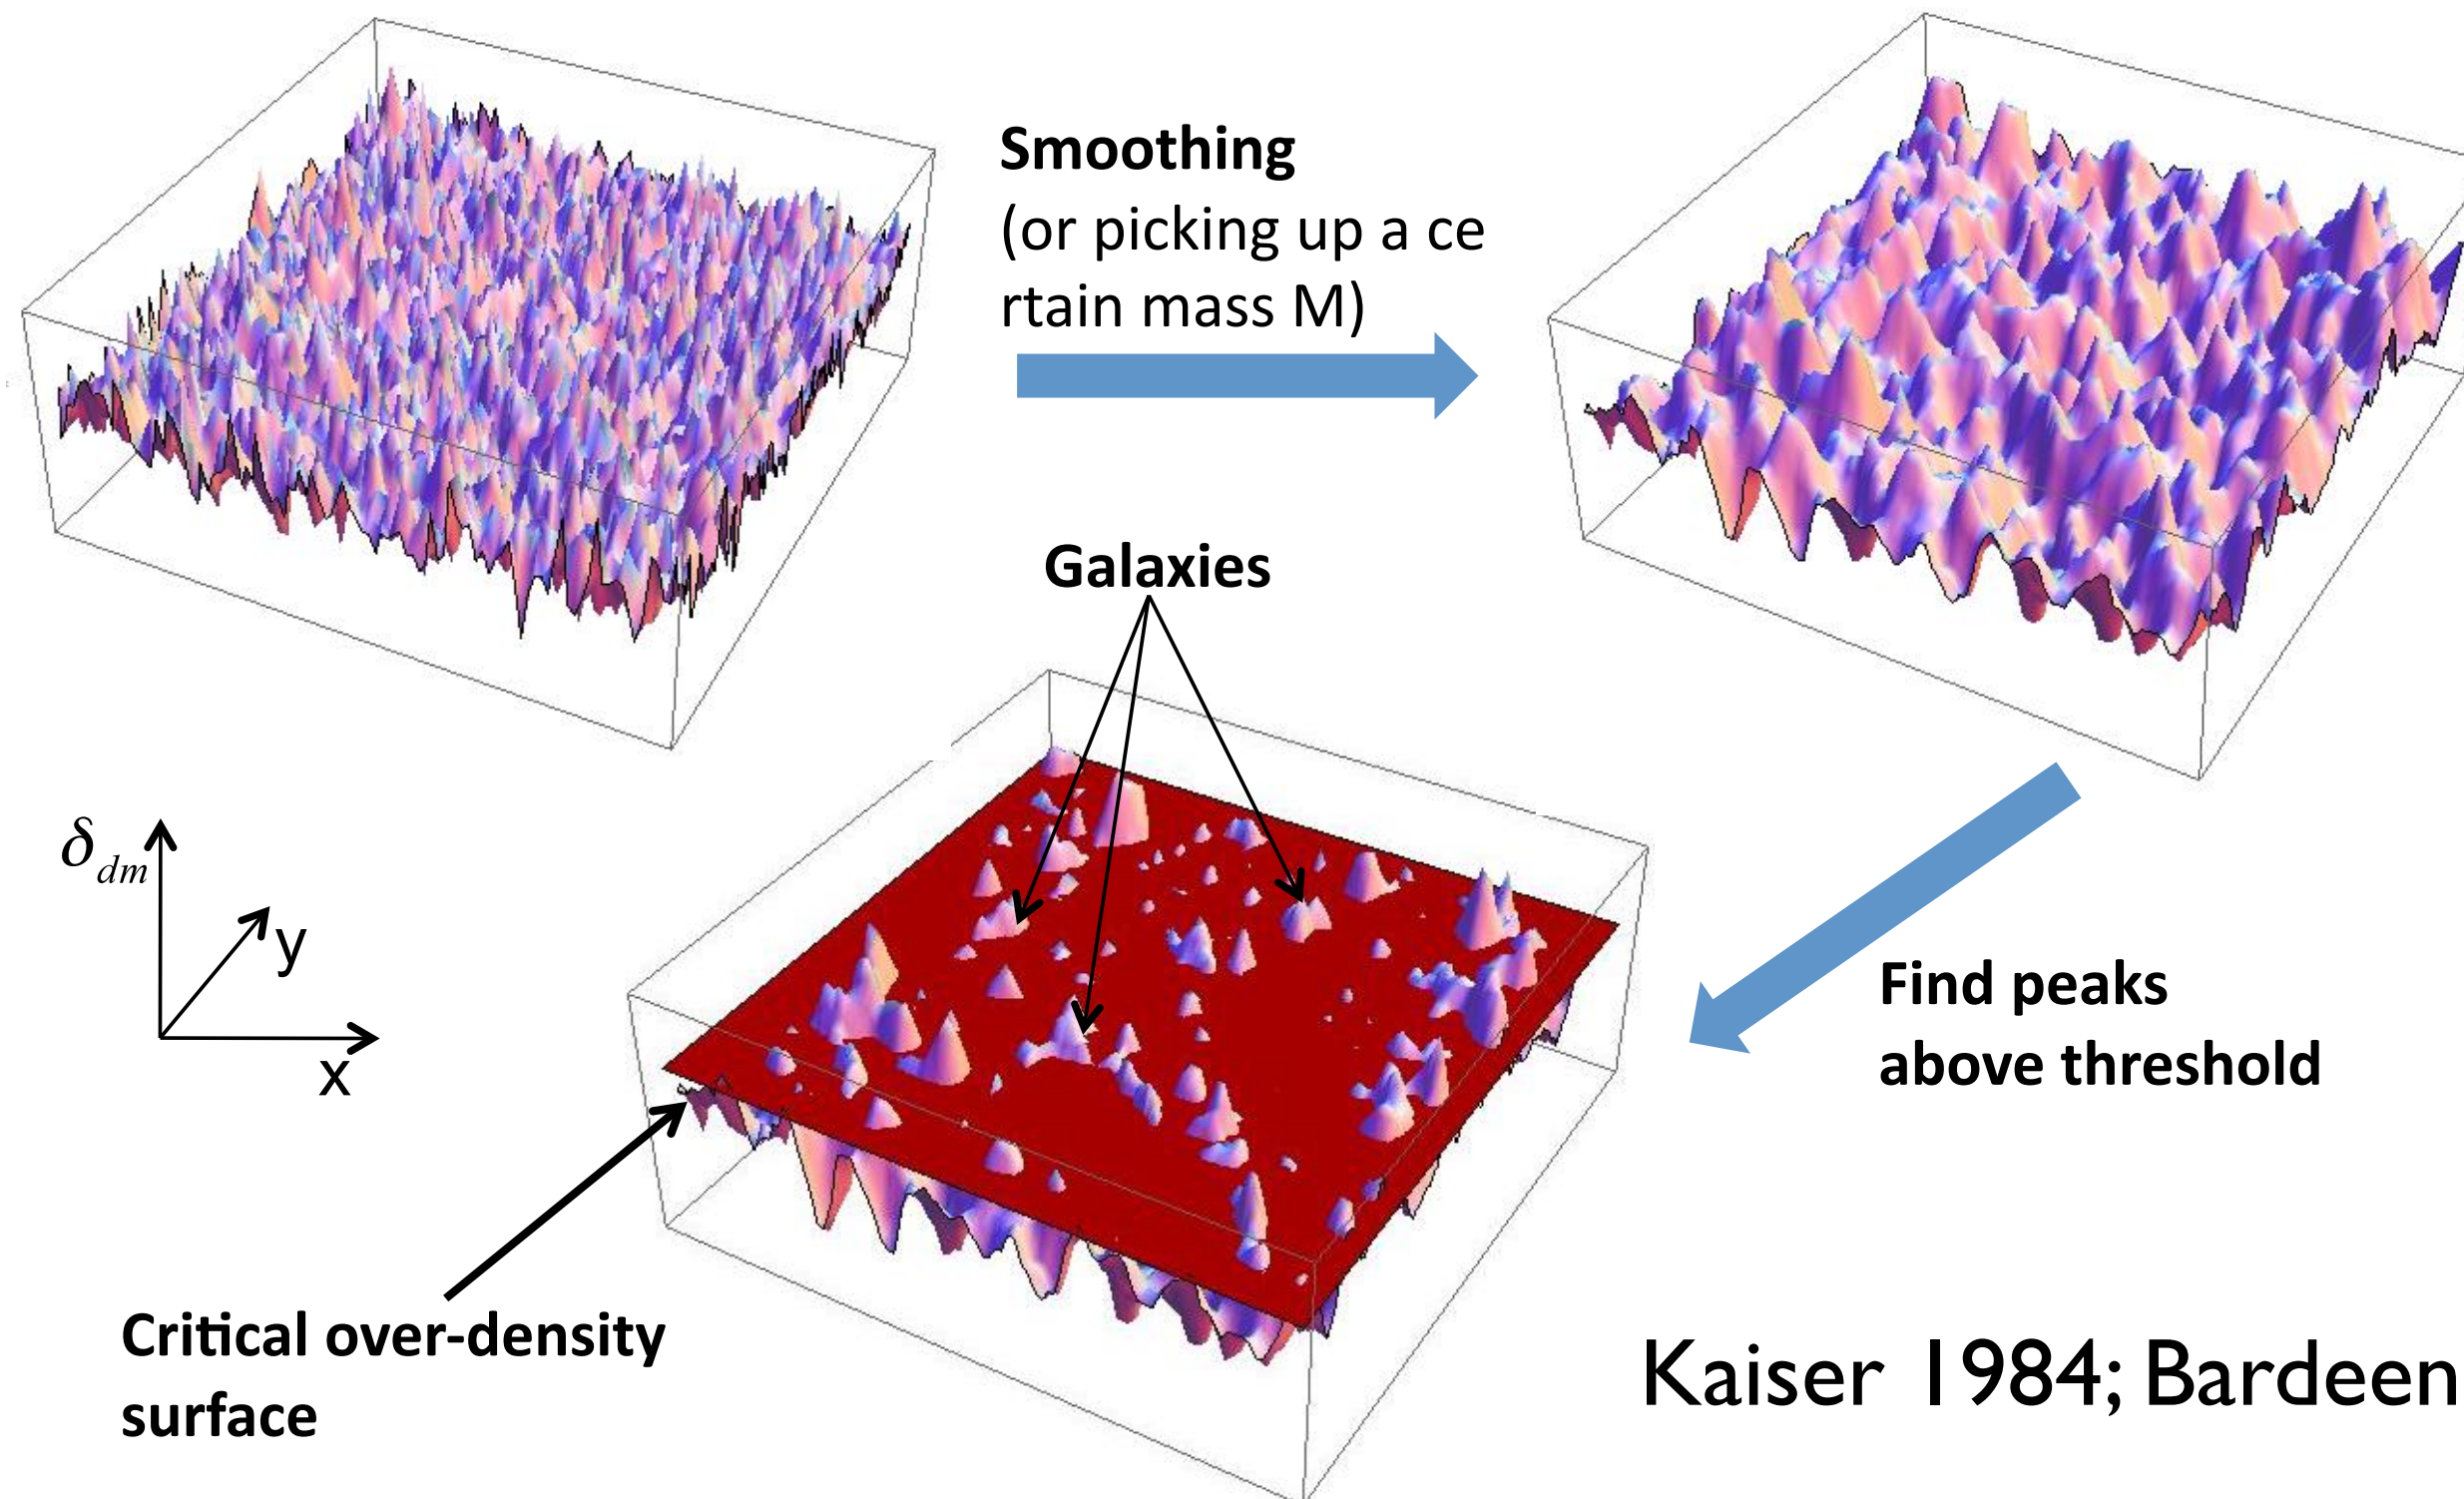 Smoothing
(or picking up a ce
rtain mass M)
Galaxies
δdm
y
x
Find peaks
above threshold
Critical over-density
surface
Kaiser 1984; Bardeen